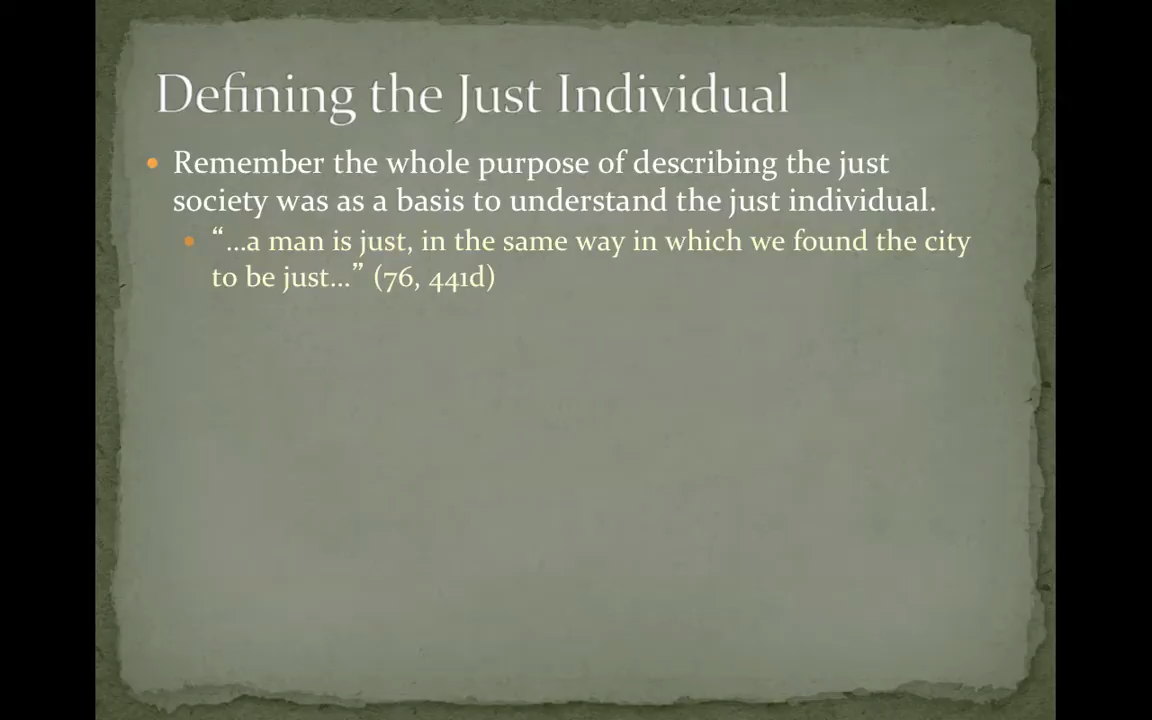 Defining the Just Individual
• Remember the whole purpose of describing the just
society was as a basis to understand the just individual.
• “…a man is just, in the same way in which we found the city
to be just…” (76, 441d)